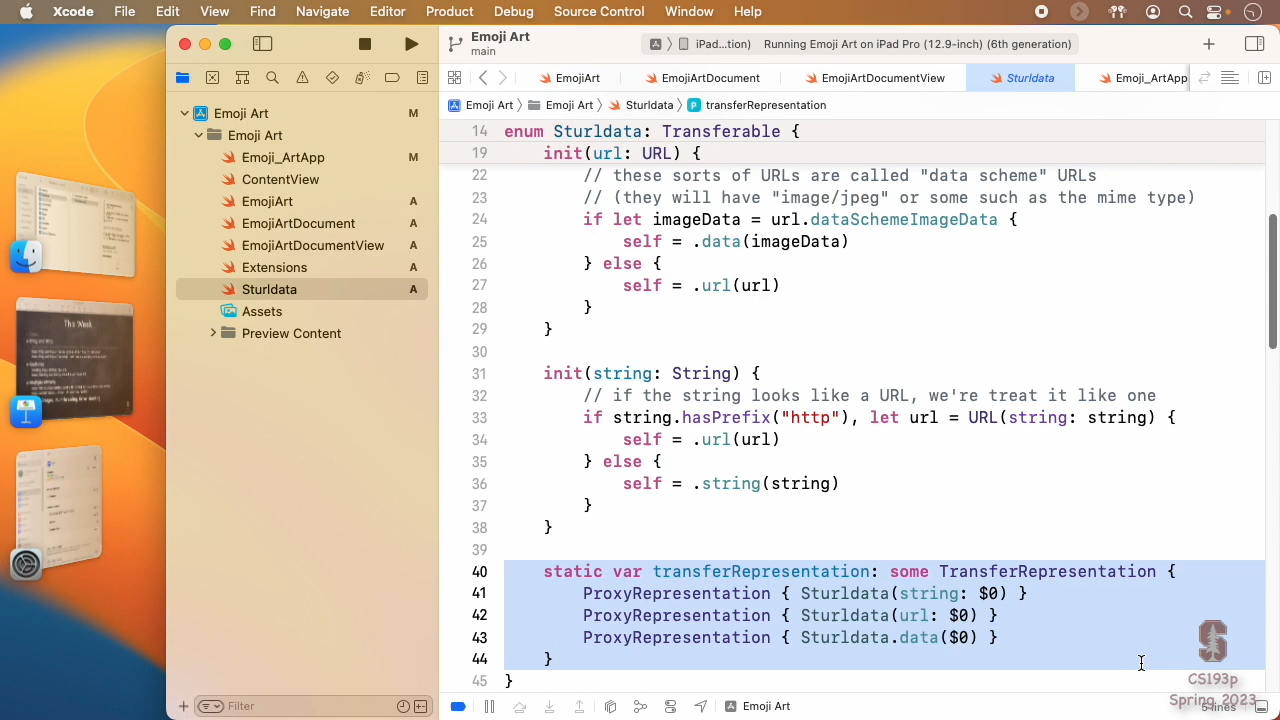 Xcode File Edit View Find Navigate Editor Product Debug Source Control Window Help
Emoji Art
main
iPad...tion) 〉 Running Emoji Art on iPad Pro (12.9-inch) (6th generation)
EmojiArt EmojiArtDocument EmojiArtDocumentView Sturldata Emoji_ArtApp
Emoji Art 〉 Emoji Art 〉 Sturldata 〉 P transferRepresentation
Emoji Art M
Emoji Art
Emoji_ArtApp M
ContentView
EmojiArt A
EmojiArtDocument A
EmojiArtDocumentView A
Extensions A
Sturldata A
Assets
Preview Content
Filter
This Week
14 enum Sturldata: Transferable {
19 init(url: URL) {
22 // these sorts of URLs are called "data scheme" URLs
23 // (they will have "image/jpeg" or some such as the mime type)
24 if let imageData = url.dataSchemeImageData {
25 self = .data(imageData)
26 } else {
27 self = .url(url)
28 }
29 }
30
31 init(string: String) {
32 // if the string looks like a URL, we're treat it like one
33 if string.hasPrefix("http"), let url = URL(string: string) {
34 self = .url(url)
35 } else {
36 self = .string(string)
37 }
38 }
39
40 static var transferRepresentation: some TransferRepresentation {
41 ProxyRepresentation { Sturldata(string: $0) }
42 ProxyRepresentation { Sturldata(url: $0) }
43 ProxyRepresentation { Sturldata.data($0) }
44 }
45 }
CS193p
Spring 2023
Emoji Art
5 lines